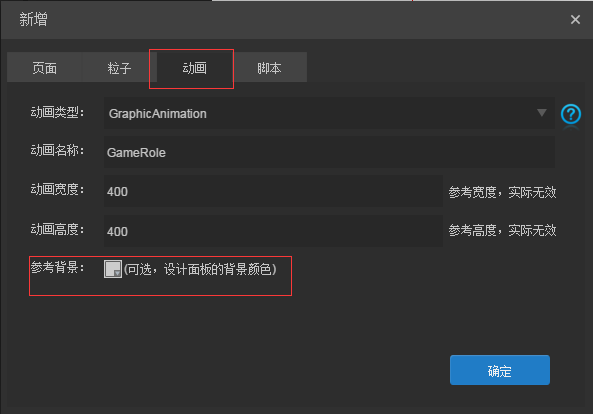 新增
页面 粒子 动画 脚本
动画类型： GraphicAnimation
动画名称： GameRole
动画宽度： 400 参考宽度，实际无效
动画高度： 400 参考高度，实际无效
参考背景： (可选，设计面板的背景颜色)
确定